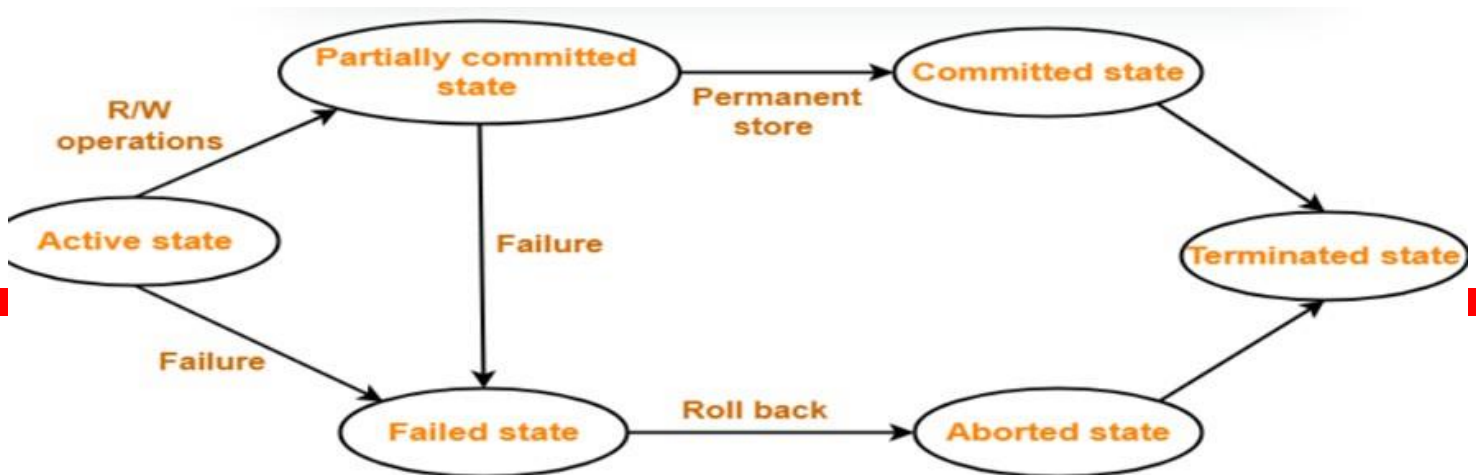 Partially committed
state
Committed state
R/W
operations
Permanent
store
Active state
Failure
Terminated state
Failure
Failed state
Roll back
Aborted state